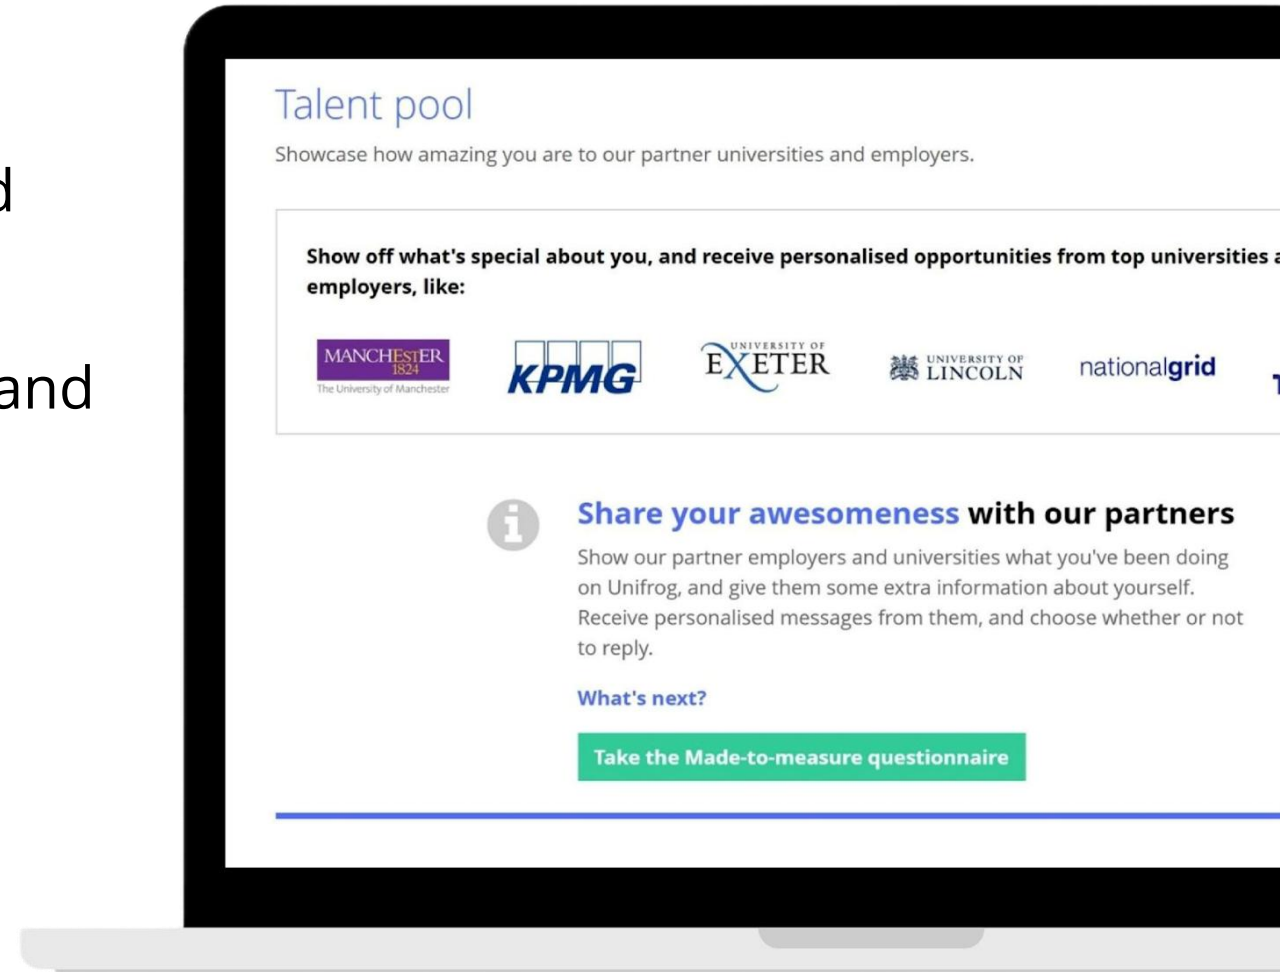 and
Talent pool
Showcase how amazing you are to our partner universities and employers.
Show off what's special about you, and receive personalised opportunities from top universities
employers, like:
MANCHESTER
1824
The University of Manchester
KPMG
UNIVERSITY OF
EXETER
UNIVERSITY OF
LINCOLN
nationalgrid
Share your awesomeness with our partners
Show our partner employers and universities what you've been doing
on Unifrog, and give them some extra information about yourself.
Receive personalised messages from them, and choose whether or not
to reply.
What's next?
Take the Made-to-measure questionnaire